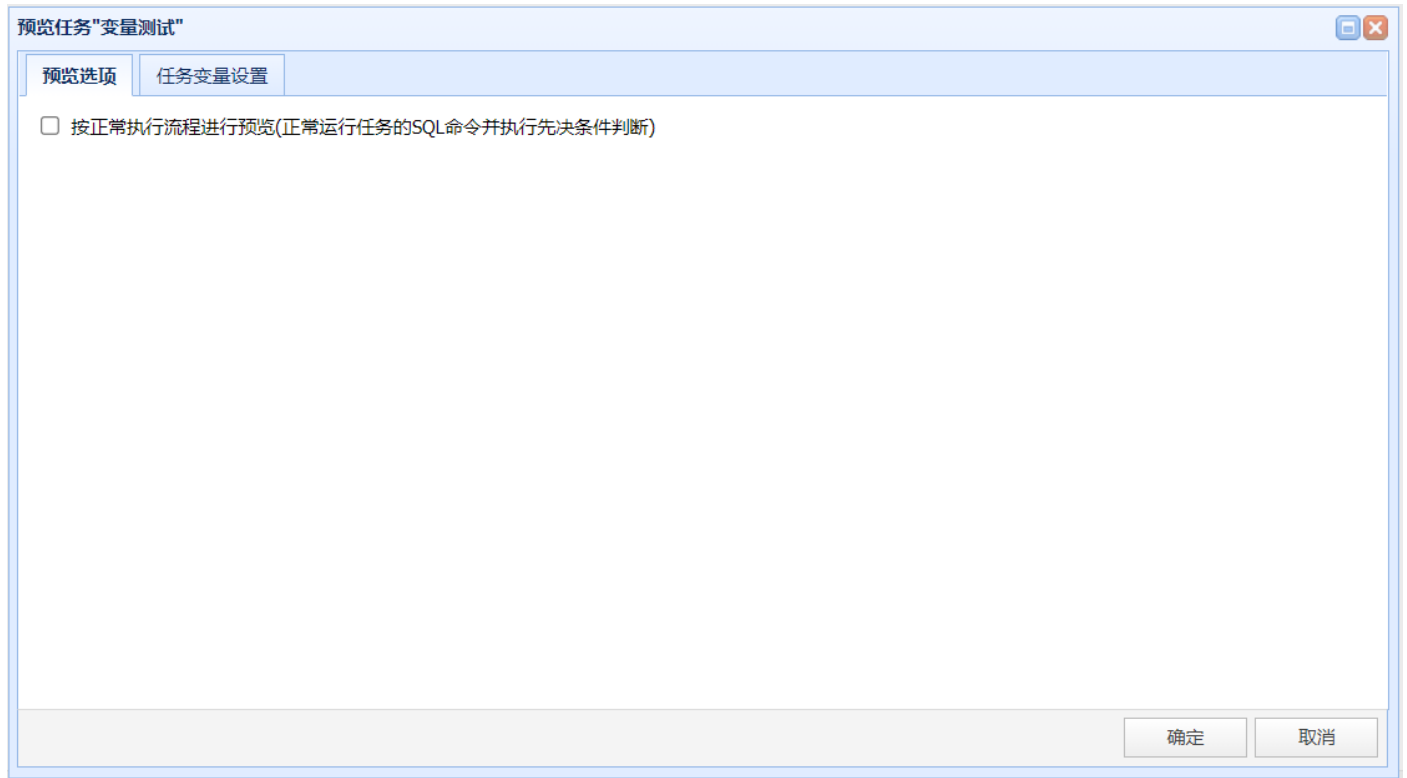 预览任务"变量测试"
预览选项
任务变量设置
按正常执行流程进行预览(正常运行任务的SQL命令并执行先决条件判断)
确定
取消